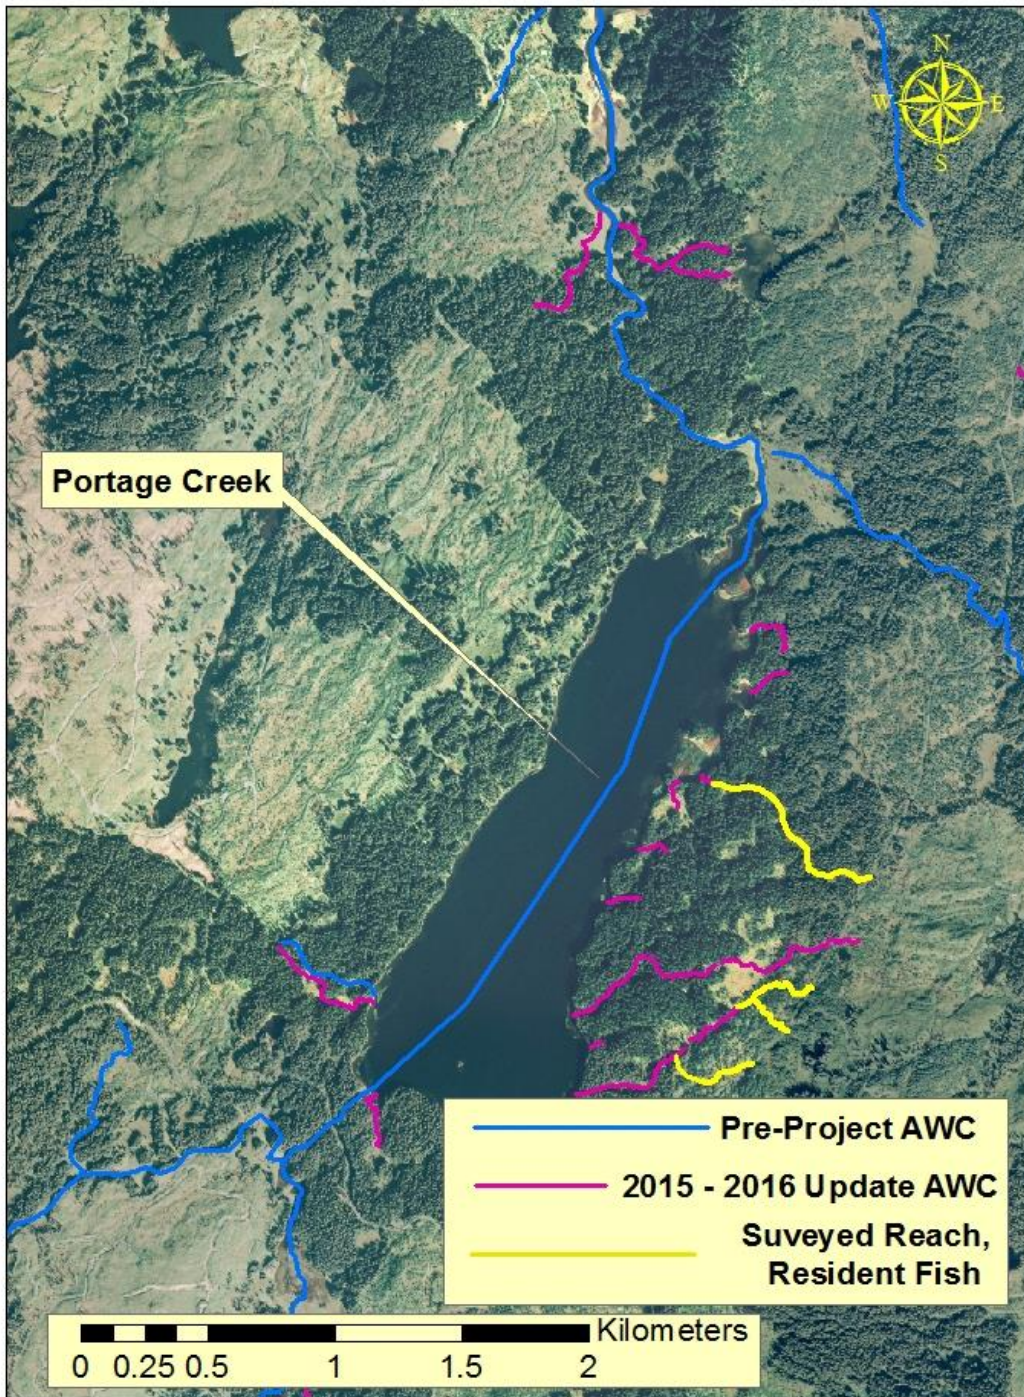 N
W E
S
Portage Creek
Pre-Project AWC
2015 - 2016 Update AWC
Suveyed Reach,
Resident Fish
Kilometers
0 0.25 0.5 1 1.5 2